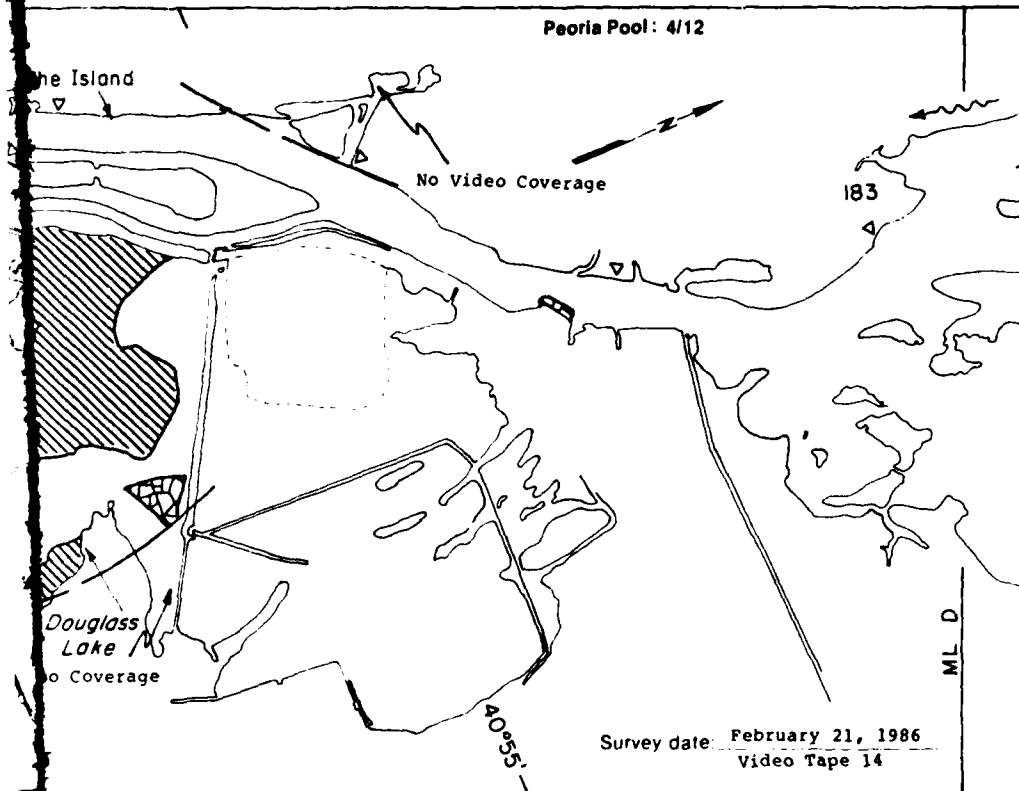 Peoria Pool: 4/12
he Island
N
No Video Coverage
183
Douglass
Lake
o Coverage
40°55'
ML D
Survey date: February 21, 1986
Video Tape 14